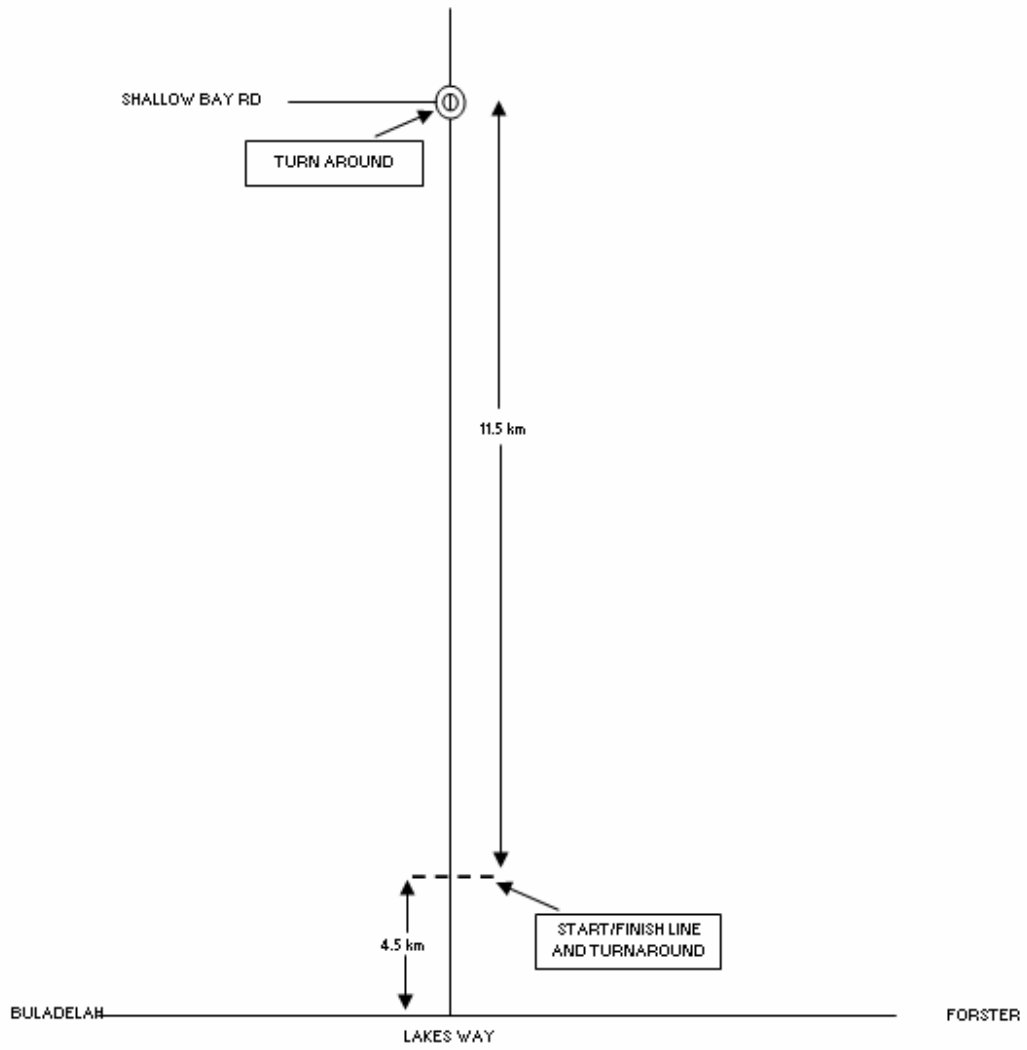 SHALLOW BAY RD
TURN AROUND
11.5 km
START/FINISH LINE
AND TURNAROUND
4.5 km
BULADELAH
FORSTER
LAKES WAY